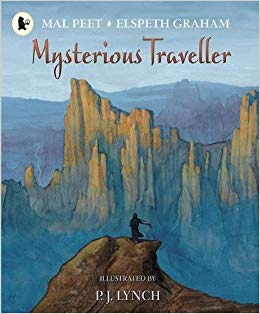 MAL PEET ♦ ELSPETH GRAHAM
Mysterious Traveller
ILLUSTRATED BY
P. J. LYNCH